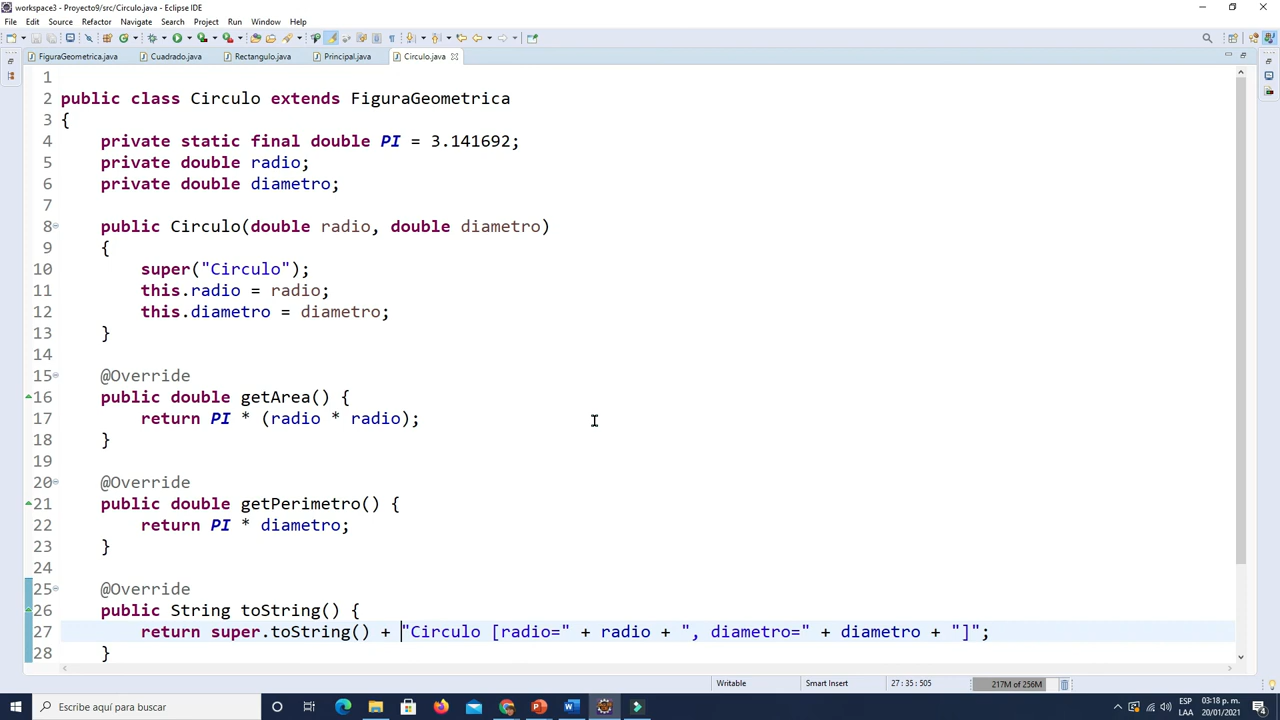 workspace3 - Proyecto9/src/Circulo.java - Eclipse IDE
File Edit Source Refactor Navigate Search Project Run Window Help
FiguraGeometrica.java Cuadrado.java Rectangulo.java Principal.java Circulo.java
1
2 public class Circulo extends FiguraGeometrica
3 {
4 private static final double PI = 3.141692;
5 private double radio;
6 private double diametro;
7
8 public Circulo(double radio, double diametro)
9 {
10 super("Circulo");
11 this.radio = radio;
12 this.diametro = diametro;
13 }
14
15 @Override
16 public double getArea() {
17 return PI * (radio * radio);
18 }
19
20 @Override
21 public double getPerimetro() {
22 return PI * diametro;
23 }
24
25 @Override
26 public String toString() {
27 return super.toString() + "Circulo [radio=" + radio + ", diametro=" + diametro + "]";
28 }
Writable Smart Insert 27 : 35 : 505 217M of 256M
Escribe aquí para buscar
ESP 03:18 p. m.
LAA 20/01/2021
4